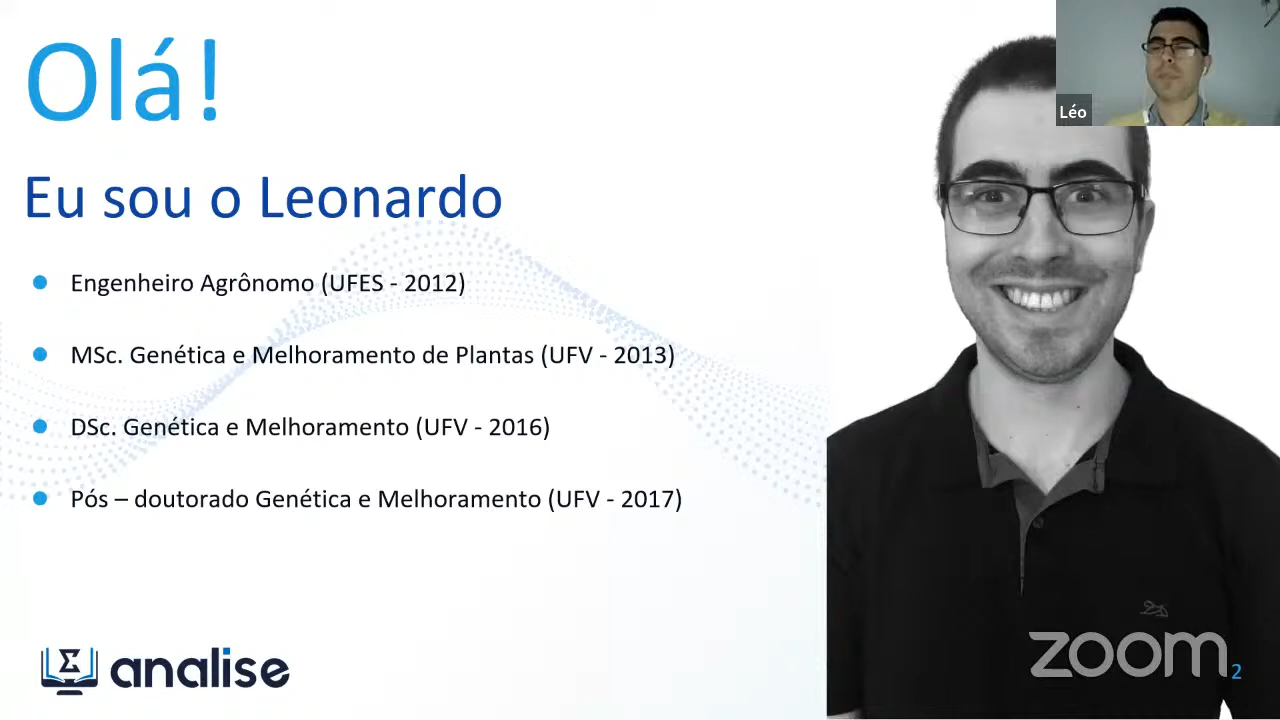 Olá!
Léo
Eu sou o Leonardo
Engenheiro Agrônomo (UFES - 2012)
MSc. Genética e Melhoramento de Plantas (UFV - 2013)
DSc. Genética e Melhoramento (UFV - 2016)
Pós – doutorado Genética e Melhoramento (UFV - 2017)
Σ analise
zoom
2